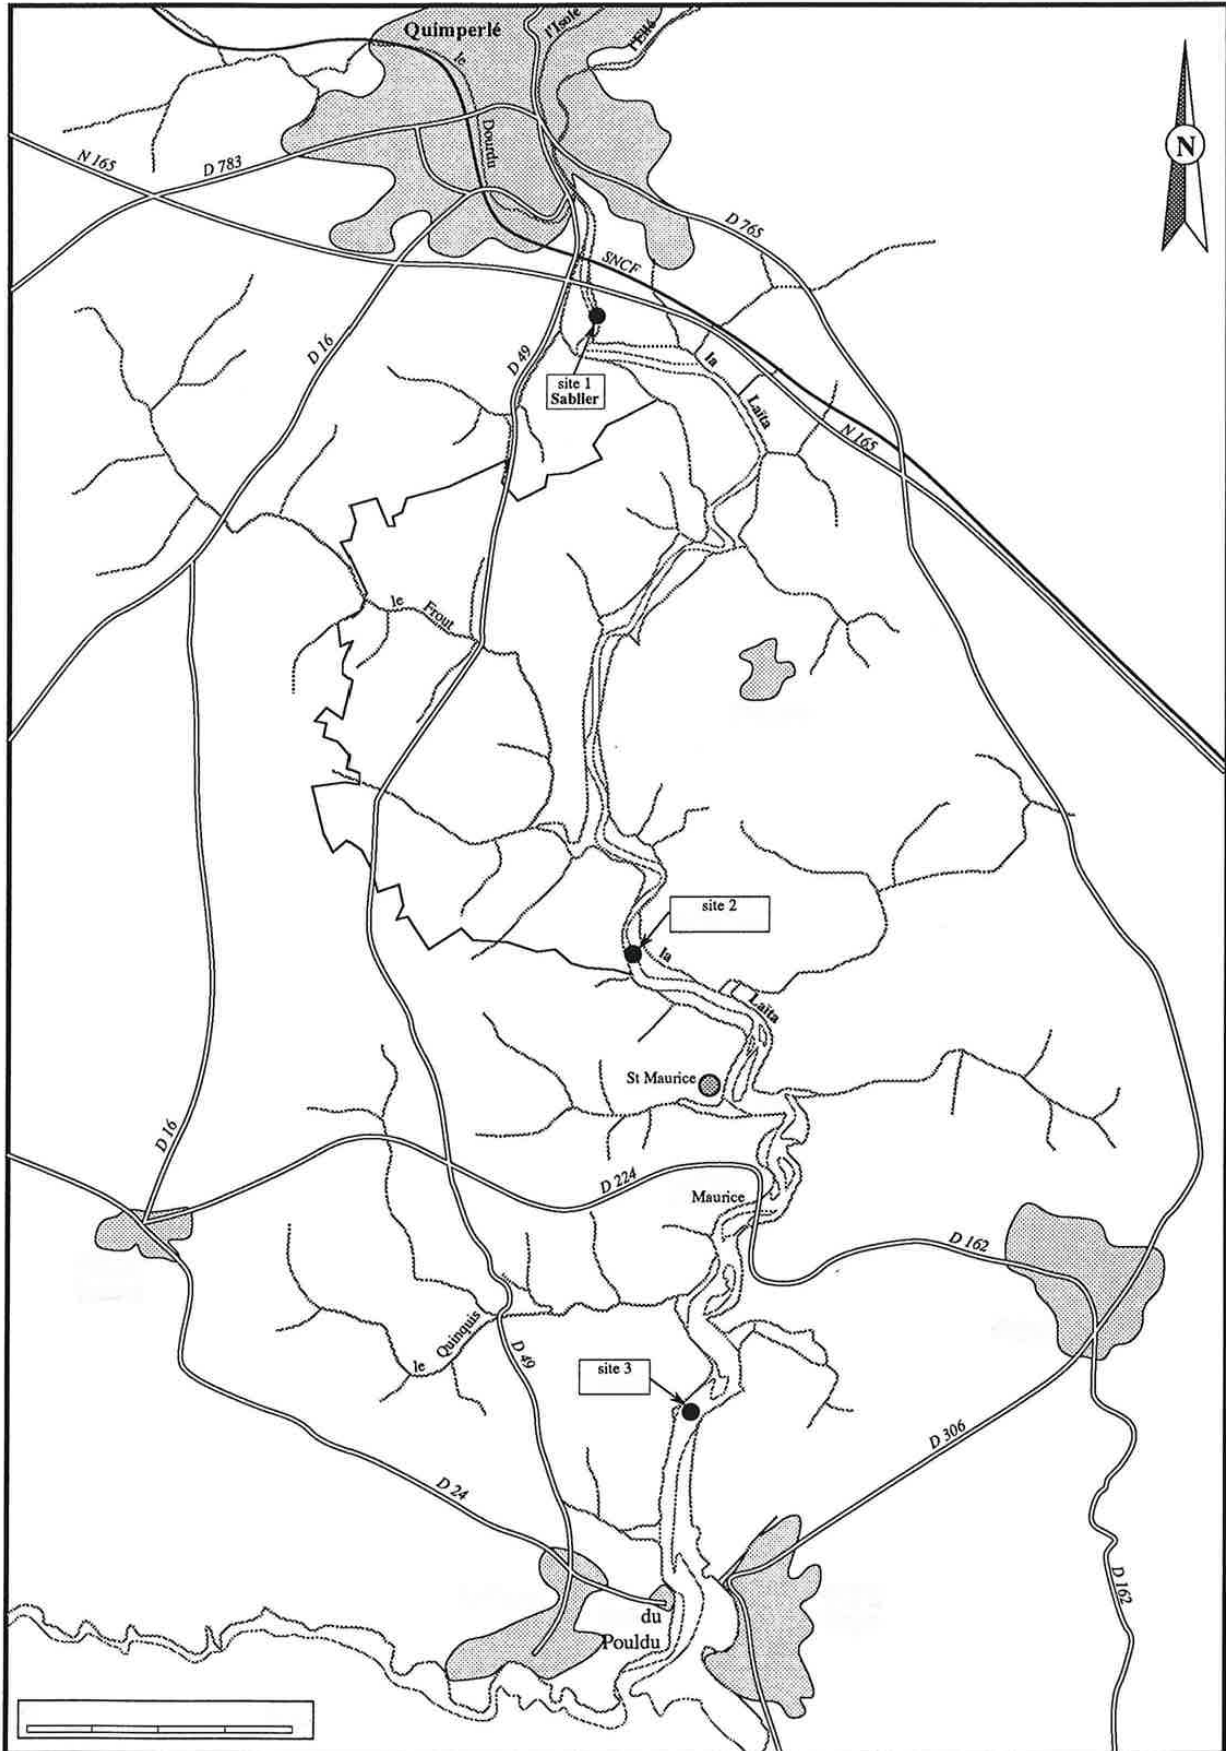 Quimperlé
l'Isole
l'Ellé
le
Dourdu
N
N 165
D 783
D 765
SNCF
D 16
D 49
site 1
Sablier
la
Laïta
N 165
le
Frout
site 2
la
Laïta
St Maurice
D 16
D 224
Maurice
D 162
le
Quinquis
D 49
site 3
D 306
D 24
D 162
du
Pouldu